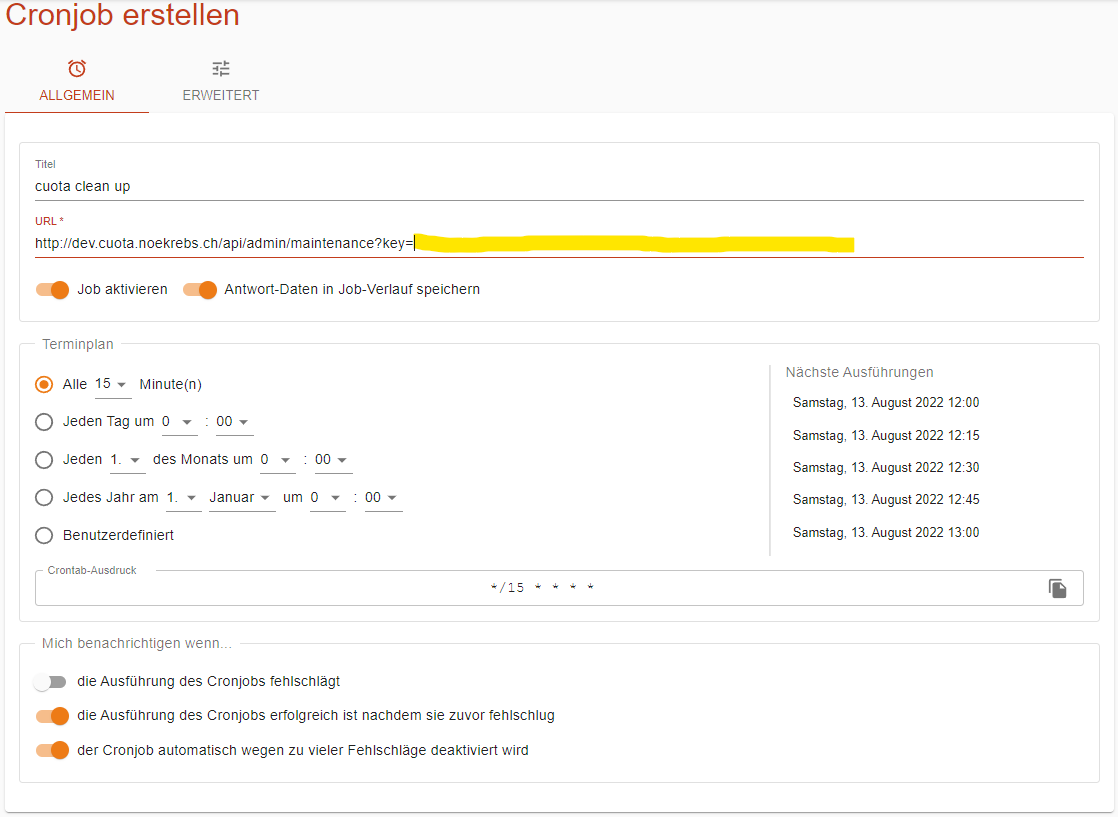 Cronjob erstellen
ALLGEMEIN ERWEITERT
Titel
cuota clean up
URL *
http://dev.cuota.noekrebs.ch/api/admin/maintenance?key=
Job aktivieren Antwort-Daten in Job-Verlauf speichern
Terminplan
Alle 15 Minute(n)
Jeden Tag um 0 : 00
Jeden 1. des Monats um 0 : 00
Jedes Jahr am 1. Januar um 0 : 00
Benutzerdefiniert
Nächste Ausführungen
Samstag, 13. August 2022 12:00
Samstag, 13. August 2022 12:15
Samstag, 13. August 2022 12:30
Samstag, 13. August 2022 12:45
Samstag, 13. August 2022 13:00
Crontab-Ausdruck
*/15 * * * *
Mich benachrichtigen wenn...
die Ausführung des Cronjobs fehlschlägt
die Ausführung des Cronjobs erfolgreich ist nachdem sie zuvor fehlschlug
der Cronjob automatisch wegen zu vieler Fehlschläge deaktiviert wird